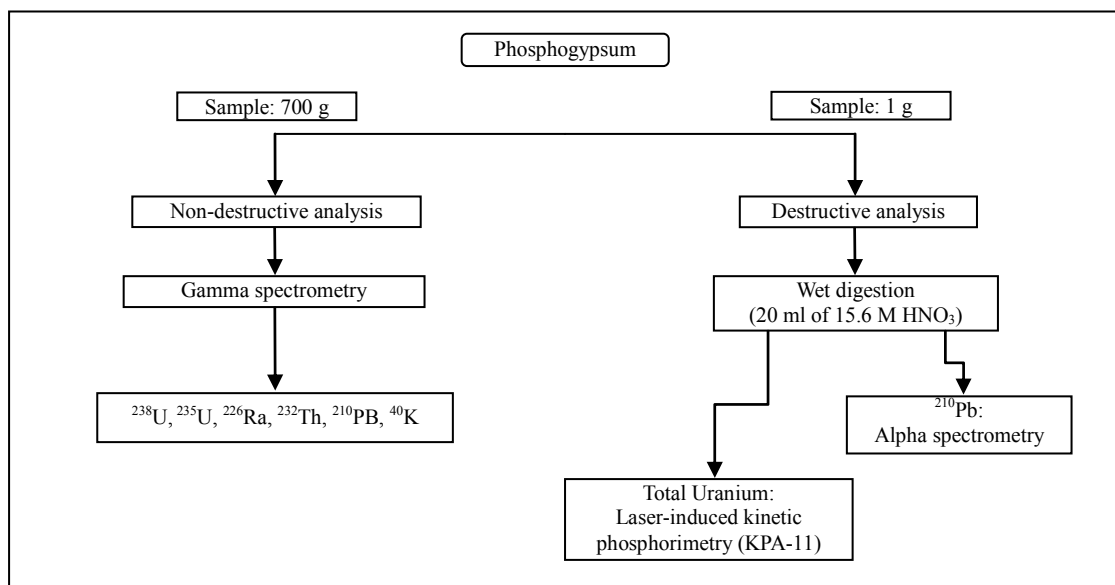 Phosphogypsum
Sample: 700 g
Sample: 1 g
Non-destructive analysis
Destructive analysis
Gamma spectrometry
Wet digestion
(20 ml of 15.6 M HNO₃)
²³⁸U, ²³⁵U, ²²⁶Ra, ²³²Th, ²¹⁰PB, ⁴⁰K
²¹⁰Pb:
Alpha spectrometry
Total Uranium:
Laser-induced kinetic
phosphorimetry (KPA-11)